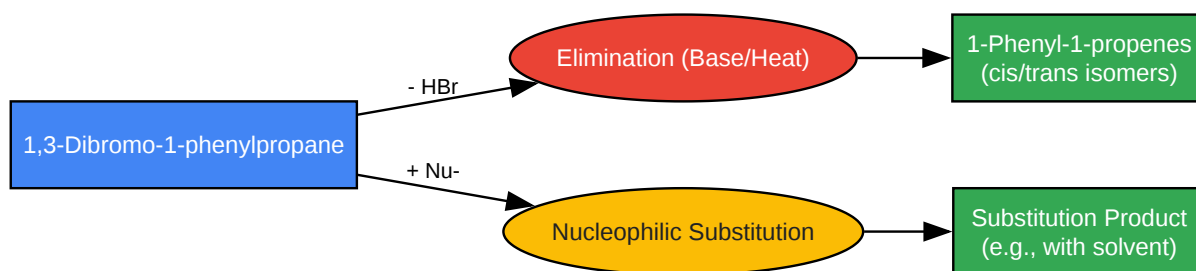 1,3-Dibromo-1-phenylpropane
- HBr
+ Nu-
Elimination (Base/Heat)
Nucleophilic Substitution
1-Phenyl-1-propenes
(cis/trans isomers)
Substitution Product
(e.g., with solvent)